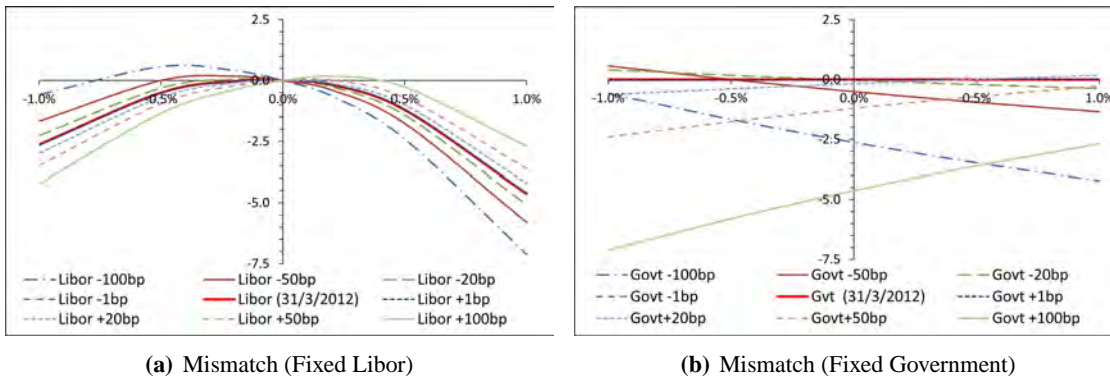 2.5
0.0
-1.0% -0.5% 0.0% 0.5% 1.0%
-2.5
-5.0
-7.5
Libor -100bp Libor -50bp Libor -20bp
Libor -1bp Libor (31/3/2012) Libor +1bp
Libor +20bp Libor +50bp Libor +100bp
(a) Mismatch (Fixed Libor)
2.5
0.0
-1.0% -0.5% 0.0% 0.5% 1.0%
-2.5
-5.0
-7.5
Govt -100bp Govt -50bp Govt -20bp
Govt -1bp Gvt (31/3/2012) Govt +1bp
Govt+20bp Govt+50bp Govt +100bp
(b) Mismatch (Fixed Government)